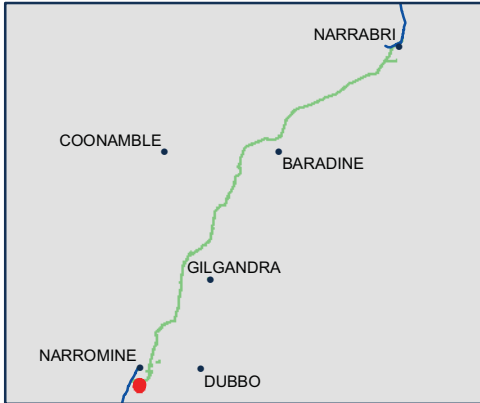 NARRABRI
COONAMBLE
BARADINE
GILGANDRA
NARROMINE
DUBBO